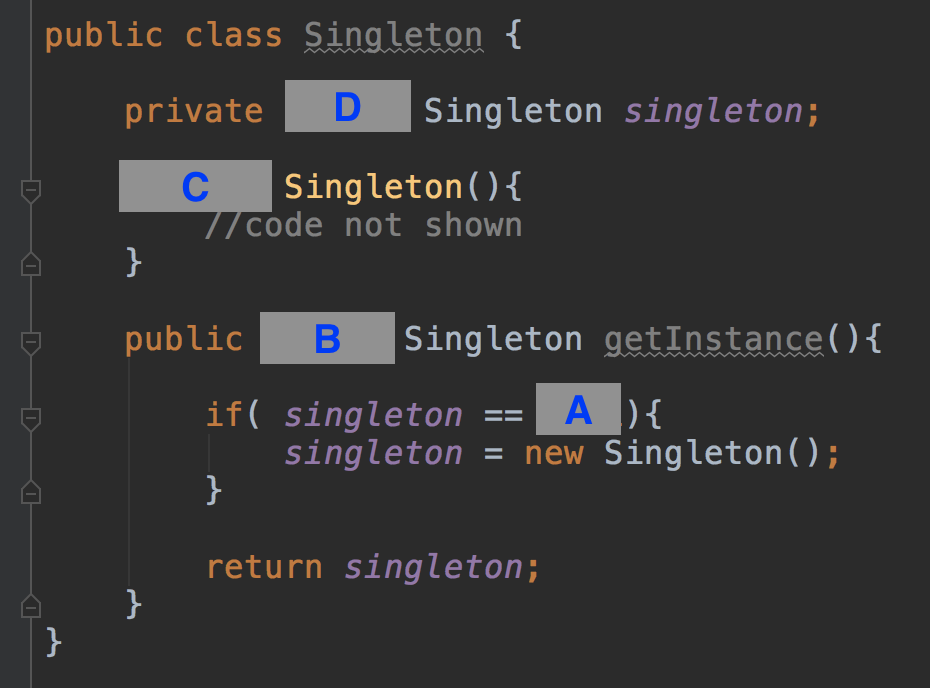 public class Singleton {
private D Singleton singleton;
C Singleton(){
//code not shown
}
public B Singleton getInstance(){
if( singleton == A ){
singleton = new Singleton();
}
return singleton;
}
}